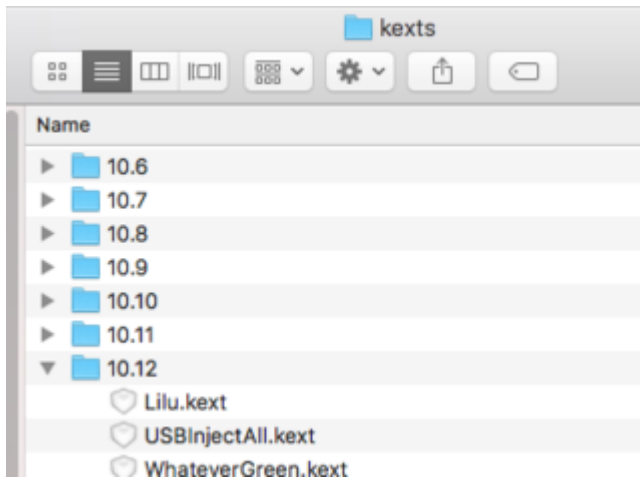 kexts
Name
10.6
10.7
10.8
10.9
10.10
10.11
10.12
Lilu.kext
USBInjectAll.kext
WhateverGreen.kext